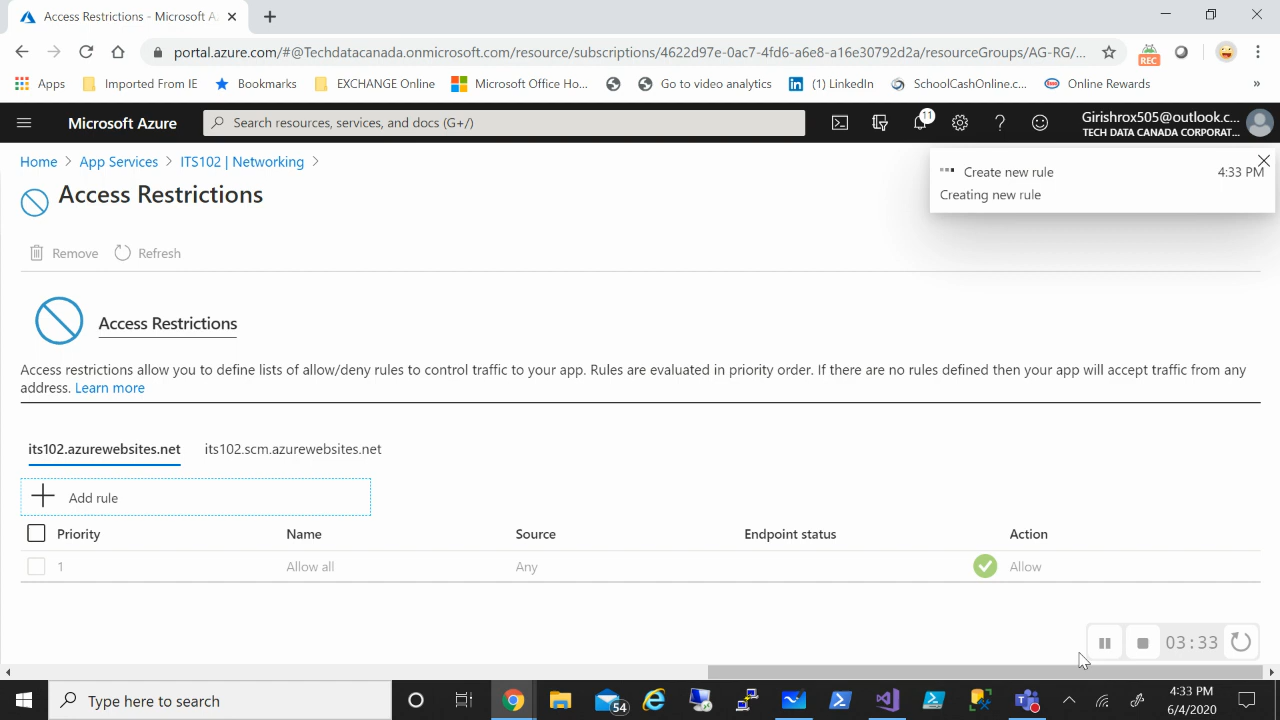 Access Restrictions - Microsoft A
portal.azure.com/#@Techdatacanada.onmicrosoft.com/resource/subscriptions/4622d97e-0ac7-4fd6-a6e8-a16e30792d2a/resourceGroups/AG-RG/...
REC
Apps Imported From IE Bookmarks EXCHANGE Online Microsoft Office Ho... Go to video analytics (1) LinkedIn SchoolCashOnline.c... Online Rewards »
Microsoft Azure Search resources, services, and docs (G+/) 11 Girishrox505@outlook.c...
TECH DATA CANADA CORPORAT...
Home > App Services > ITS102 | Networking >
Access Restrictions
Create new rule 4:33 PM
Creating new rule
Remove Refresh
Access Restrictions
Access restrictions allow you to define lists of allow/deny rules to control traffic to your app. Rules are evaluated in priority order. If there are no rules defined then your app will accept traffic from any
address. Learn more
its102.azurewebsites.net its102.scm.azurewebsites.net
Add rule
Priority Name Source Endpoint status Action
1 Allow all Any Allow
03:33
Type here to search 54 4:33 PM
6/4/2020